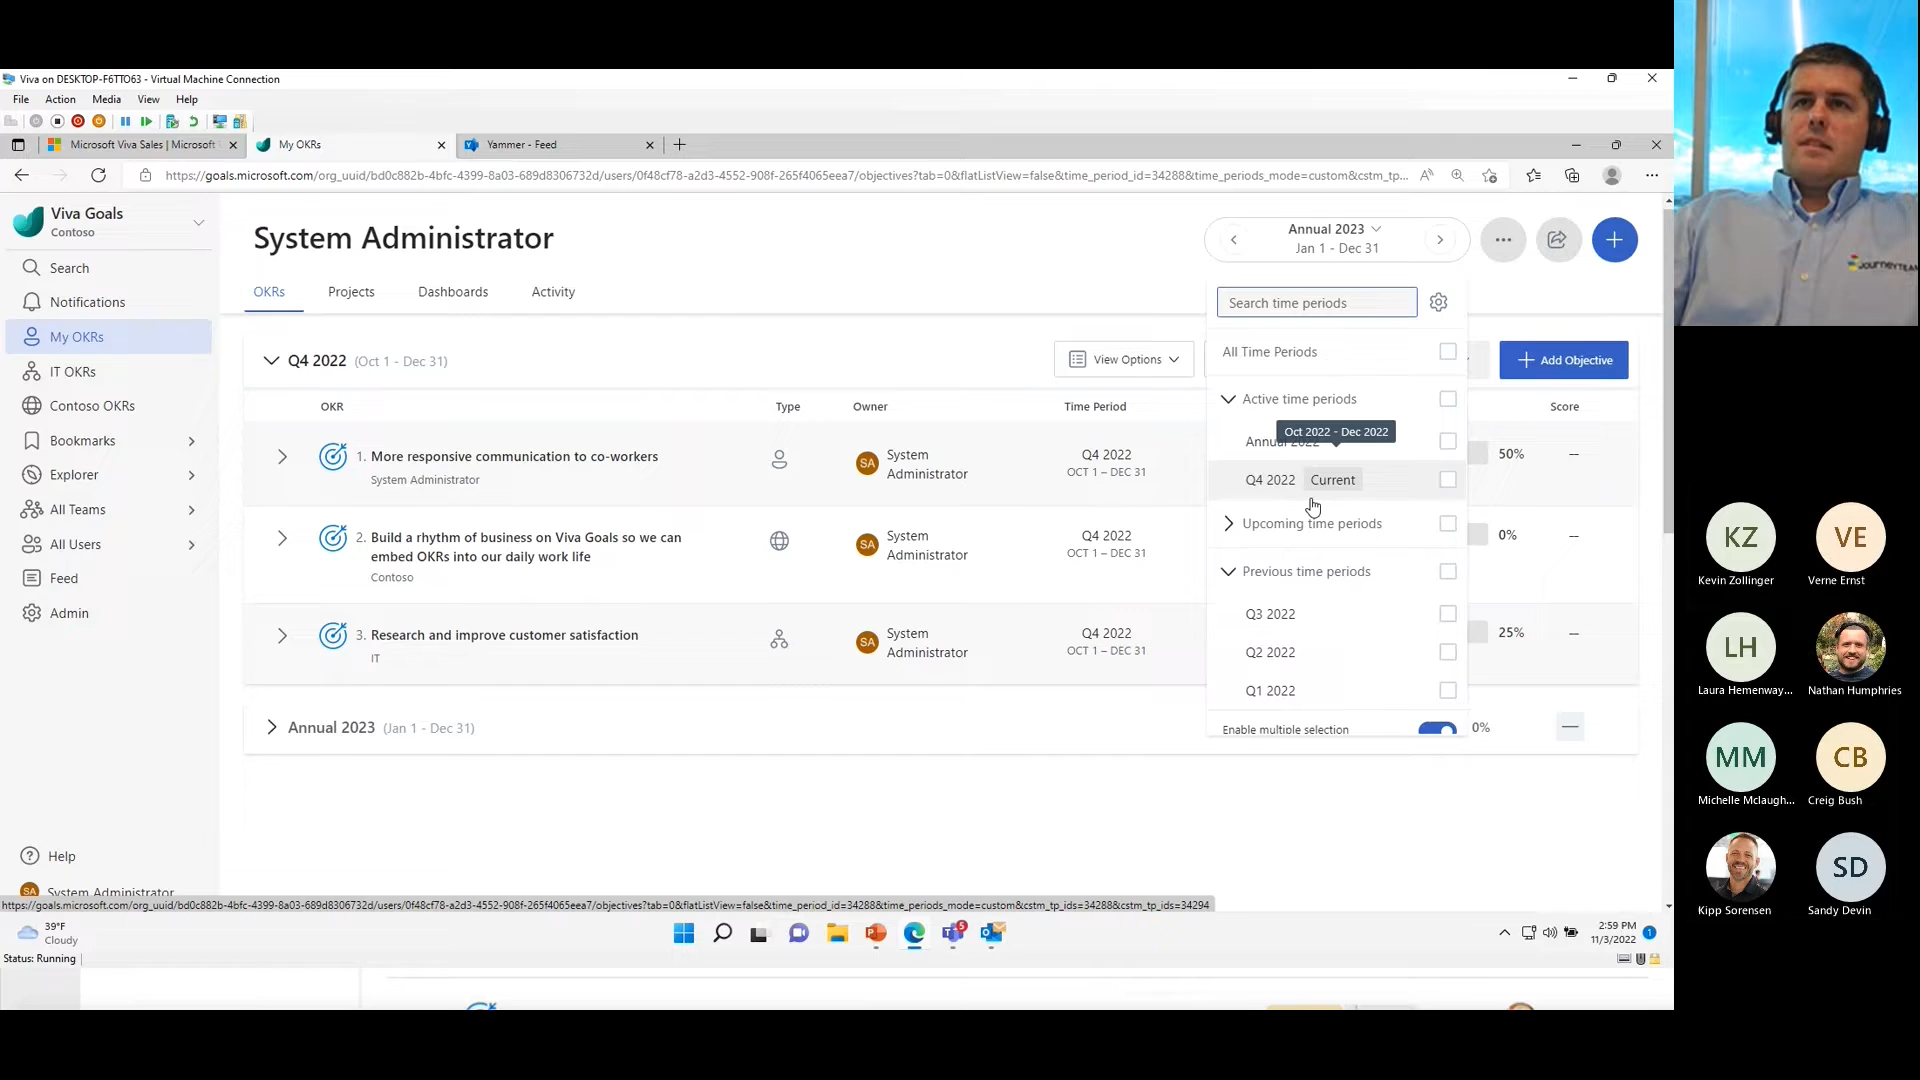 Viva on DESKTOP-F6TTO63 - Virtual Machine Connection
File Action Media View Help
Microsoft Viva Sales | Microsoft
My OKRs
Yammer - Feed
https://goals.microsoft.com/org_uuid/bd0c882b-4bfc-4399-8a03-689d8306732d/users/0f48cf78-a2d3-4552-908f-265f4065eea7/objectives?tab=0&flatListView=false&time_period_id=34288&time_periods_mode=custom&cstm_tp...
Viva Goals
Contoso
Search
Notifications
My OKRs
IT OKRs
Contoso OKRs
Bookmarks
Explorer
All Teams
All Users
Feed
Admin
Help
SA System Administrator
System Administrator
Annual 2023
Jan 1 - Dec 31
OKRs Projects Dashboards Activity
Q4 2022 (Oct 1 - Dec 31)
View Options
Add Objective
OKR Type Owner Time Period Score
1. More responsive communication to co-workers
System Administrator
SA System Administrator
Q4 2022
OCT 1 – DEC 31
50% --
2. Build a rhythm of business on Viva Goals so we can
embed OKRs into our daily work life
Contoso
SA System Administrator
Q4 2022
OCT 1 – DEC 31
0% --
3. Research and improve customer satisfaction
IT
SA System Administrator
Q4 2022
OCT 1 – DEC 31
25% --
Annual 2023 (Jan 1 - Dec 31)
0% —
Search time periods
All Time Periods
Active time periods
Oct 2022 - Dec 2022
Annual 2022
Q4 2022 Current
Upcoming time periods
Previous time periods
Q3 2022
Q2 2022
Q1 2022
Enable multiple selection
https://goals.microsoft.com/org_uuid/bd0c882b-4bfc-4399-8a03-689d8306732d/users/0f48cf78-a2d3-4552-908f-265f4065eea7/objectives?tab=0&flatListView=false&time_period_id=34288&time_periods_mode=custom&cstm_tp_ids=34288&cstm_tp_ids=34294
39°F
Cloudy
5
2:59 PM
11/3/2022
1
Status: Running
JOURNEYTEAM
KZ
Kevin Zollinger
VE
Verne Ernst
LH
Laura Hemenway...
Nathan Humphries
MM
Michelle Mclaugh...
CB
Creig Bush
Kipp Sorensen
SD
Sandy Devin